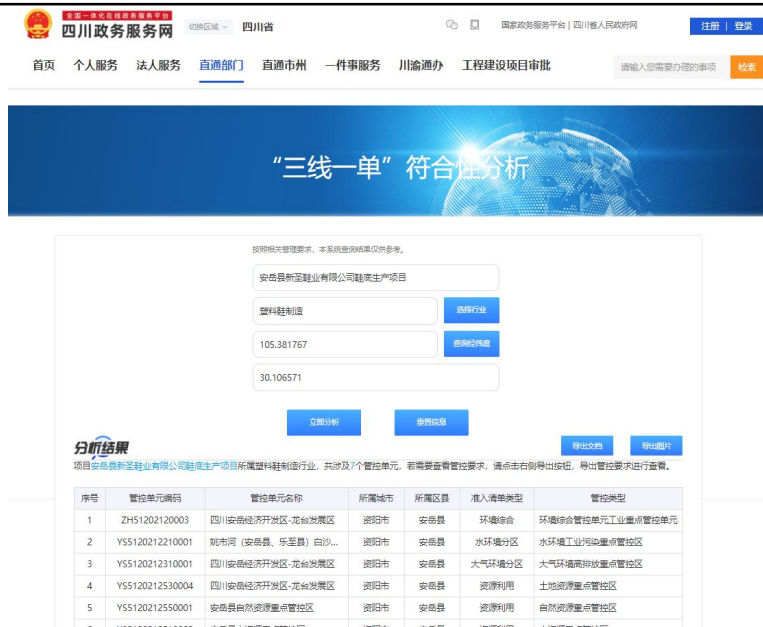 全国一体化在线政务服务平台
四川政务服务网 切换区域 四川省 国家政务服务平台 | 四川省人民政府网 注册 | 登录
首页 个人服务 法人服务 直通部门 直通市州 一件事服务 川渝通办 工程建设项目审批 请输入您需要办理的事项 检索
“三线一单”符合性分析
按照相关管理要求，本系统查询结果仅供参考。
安岳县新圣鞋业有限公司鞋底生产项目
塑料鞋制造 选择行业
105.381767 查询经纬度
30.106571
立即分析 重置信息
分析结果 导出文档 导出图片
项目安岳县新圣鞋业有限公司鞋底生产项目所属塑料鞋制造行业，共涉及7个管控单元，若需要查看管控要求，请点击右侧导出按钮，导出管控要求进行查看。
序号 管控单元编码 管控单元名称 所属城市 所属区县 准入清单类型 管控类型
1 ZH51202120003 四川安岳经济开发区-龙台发展区 资阳市 安岳县 环境综合 环境综合管控单元工业重点管控单元
2 YS5120212210001 姚市河（安岳县、乐至县）白沙... 资阳市 安岳县 水环境分区 水环境工业污染重点管控区
3 YS5120212310001 四川安岳经济开发区-龙台发展区 资阳市 安岳县 大气环境分区 大气环境高排放重点管控区
4 YS5120212530004 四川安岳经济开发区-龙台发展区 资阳市 安岳县 资源利用 土地资源重点管控区
5 YS5120212550001 安岳县自然资源重点管控区 资阳市 安岳县 资源利用 自然资源重点管控区